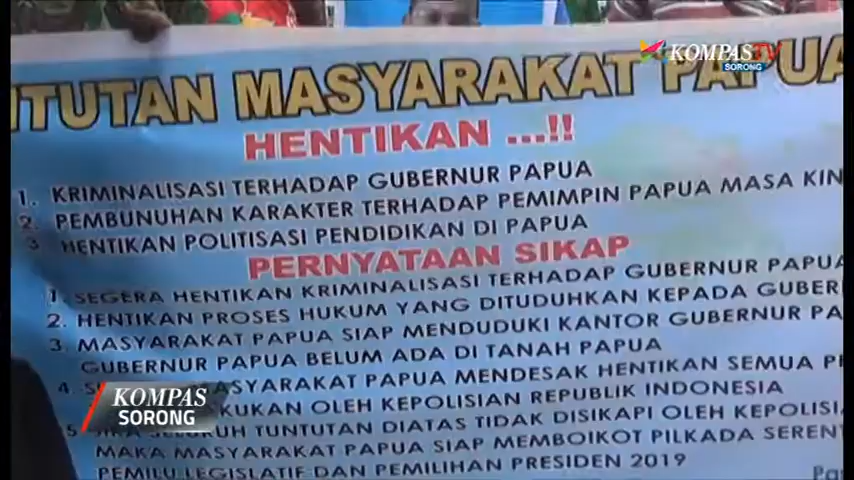 KOMPAS TV
SORONG
TUTAN MASYARAKAT PAPUA
HENTIKAN ...!!
1. KRIMINALISASI TERHADAP GUBERNUR PAPUA
2. PEMBUNUHAN KARAKTER TERHADAP PEMIMPIN PAPUA MASA KIN
3 HENTIKAN POLITISASI PENDIDIKAN DI PAPUA
PERNYATAAN SIKAP
1. SEGERA HENTIKAN KRIMINALISASI TERHADAP GUBERNUR PAPUA
2. HENTIKAN PROSES HUKUM YANG DITUDUHKAN KEPADA GUBER
3. MASYARAKAT PAPUA SIAP MENDUDUKI KANTOR GUBERNUR PA
GUBERNUR PAPUA BELUM ADA DI TANAH PAPUA
4. MASYARAKAT PAPUA MENDESAK HENTIKAN SEMUA
KUKAN OLEH KEPOLISIAN REPUBLIK INDONESIA
5 JIKA SELURUH TUNTUTAN DIATAS TIDAK DISIKAPI OLEH KEPOLISI
MAKA MASYARAKAT PAPUA SIAP MEMBOIKOT PILKADA SERENT
PEMILU LEGISLATIF DAN PEMILIHAN PRESIDEN 2019
KOMPAS
SORONG